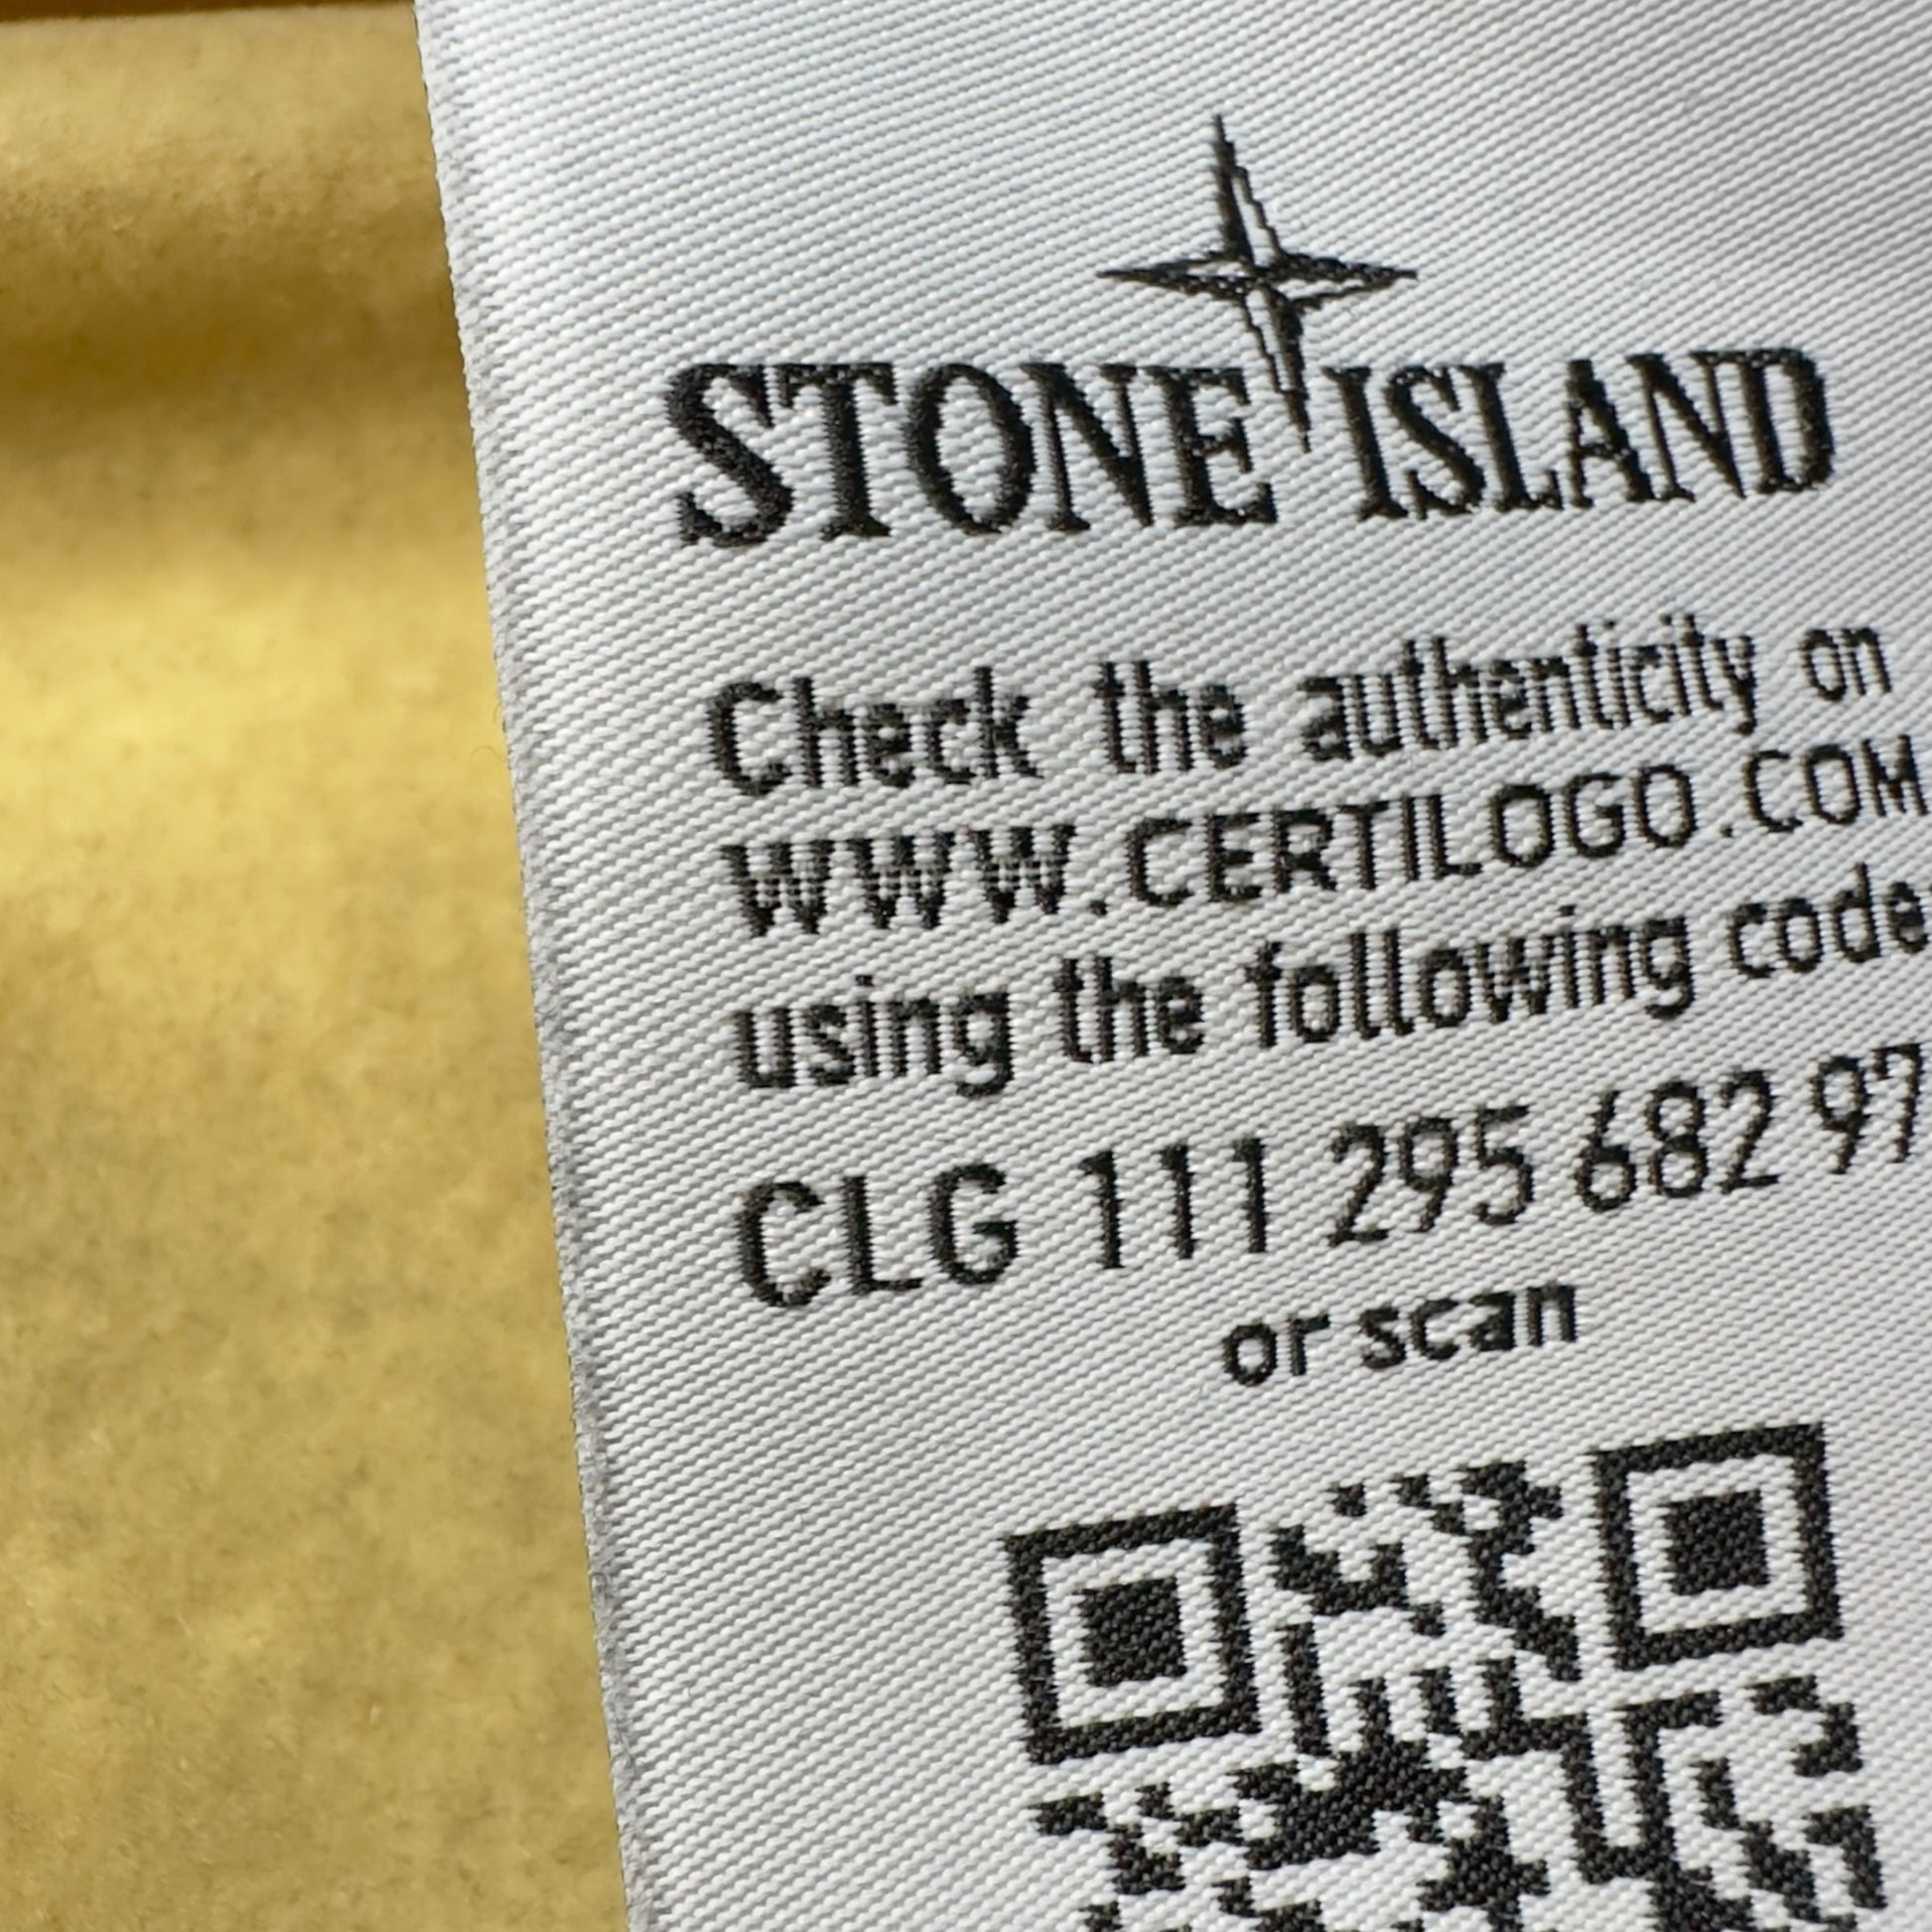 STONE ISLAND
Check the authenticity on
WWW.CERTILOGO.COM
using the following code
CLG 111 295 682 97
or scan